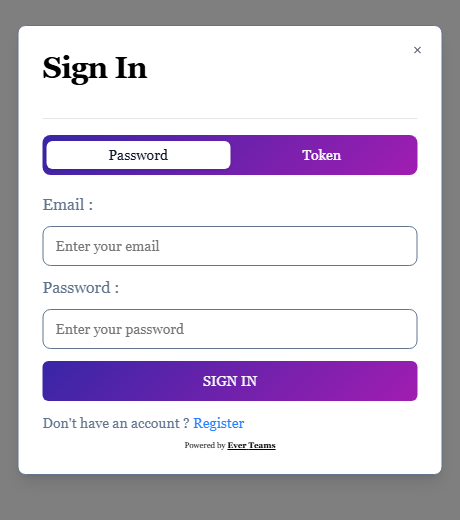 Sign In
×
Password Token
Email :
Enter your email
Password :
Enter your password
SIGN IN
Don't have an account ? Register
Powered by Ever Teams